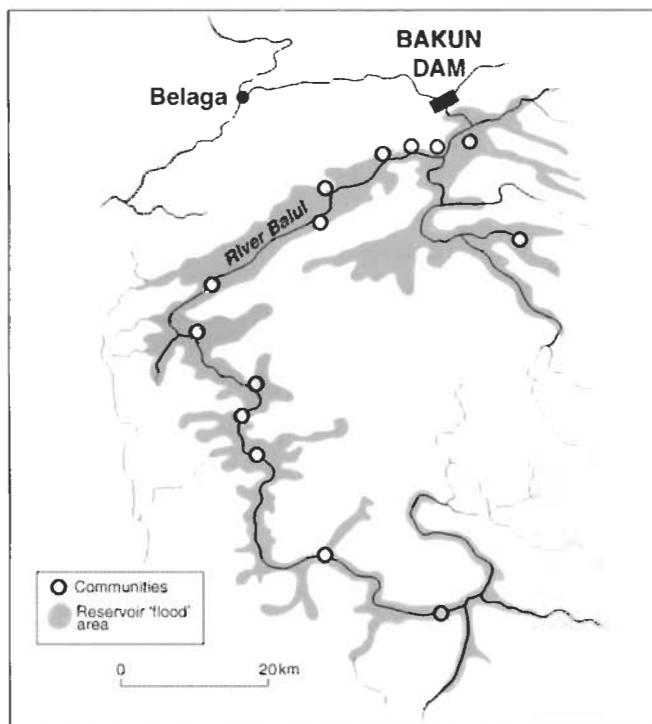 BAKUN
DAM
Belaga
River Balui
Communities
Reservoir 'flood'
area
0 20km